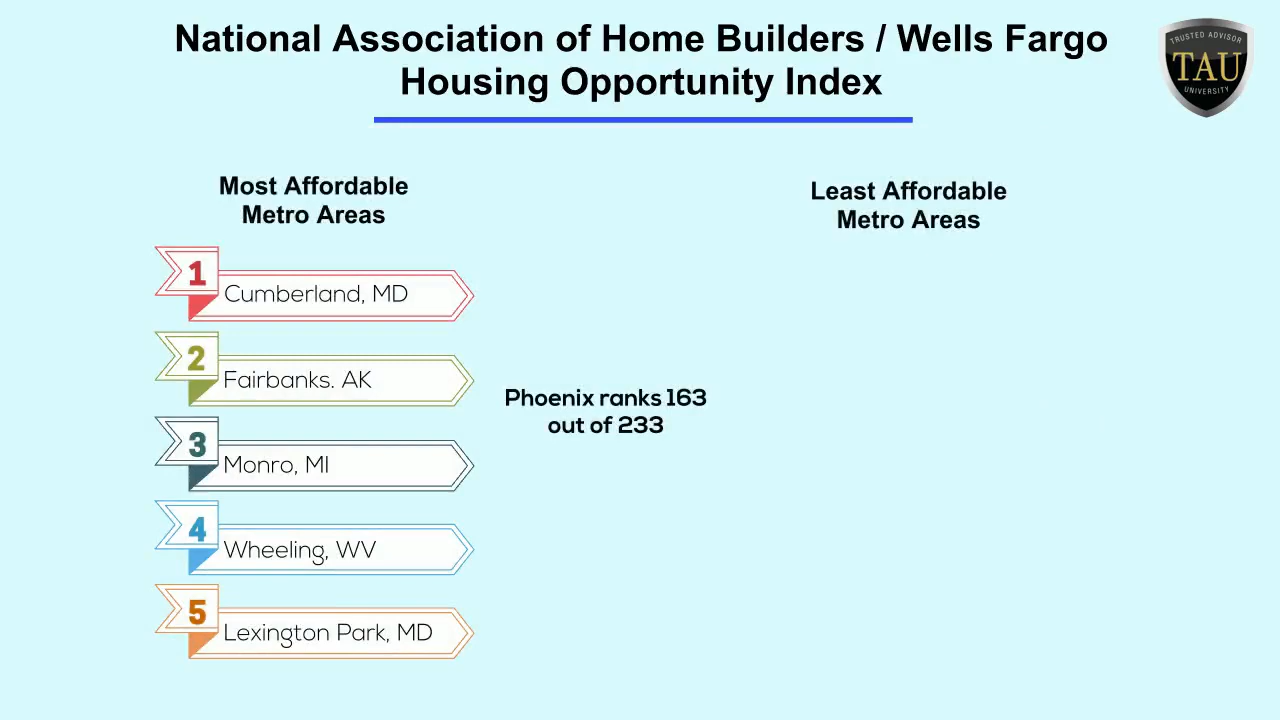 National Association of Home Builders / Wells Fargo
Housing Opportunity Index
TRUSTED ADVISOR
TAU
UNIVERSITY
Most Affordable
Metro Areas
Least Affordable
Metro Areas
1
Cumberland, MD
2
Fairbanks. AK
Phoenix ranks 163
out of 233
3
Monro, MI
4
Wheeling, WV
5
Lexington Park, MD